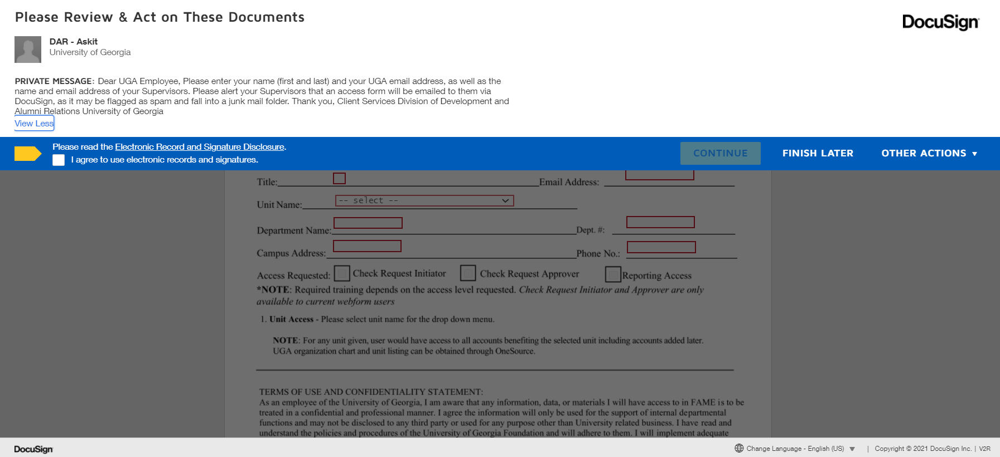 Please Review & Act on These Documents
DocuSign
DAR - Askit
University of Georgia
PRIVATE MESSAGE: Dear UGA Employee, Please enter your name (first and last) and your UGA email address, as well as the
name and email address of your Supervisors. Please alert your Supervisors that an access form will be emailed to them via
DocuSign, as it may be flagged as spam and fall into a junk mail folder. Thank you, Client Services Division of Development and
Alumni Relations University of Georgia
View Less
Please read the Electronic Record and Signature Disclosure.
I agree to use electronic records and signatures.
CONTINUE
FINISH LATER
OTHER ACTIONS
Title: Email Address:
Unit Name: -- select --
Department Name: Dept. #:
Campus Address: Phone No.:
Access Requested: Check Request Initiator Check Request Approver Reporting Access
*NOTE: Required training depends on the access level requested. Check Request Initiator and Approver are only
available to current webform users
1. Unit Access - Please select unit name for the drop down menu.
NOTE: For any unit given, user would have access to all accounts benefiting the selected unit including accounts added later.
UGA organization chart and unit listing can be obtained through OneSource.
TERMS OF USE AND CONFIDENTIALITY STATEMENT:
As an employee of the University of Georgia, I am aware that any information, data, or materials I will have access to in FAME is to be
treated in a confidential and professional manner. I agree the information will only be used for the support of internal departmental
functions and may not be disclosed to any third party or used for any purpose other than University related business. I have read and
understand the policies and procedures of the University of Georgia Foundation and will adhere to them. I will implement adequate
DocuSign
Change Language - English (US) | Copyright © 2021 DocuSign Inc. | V2R